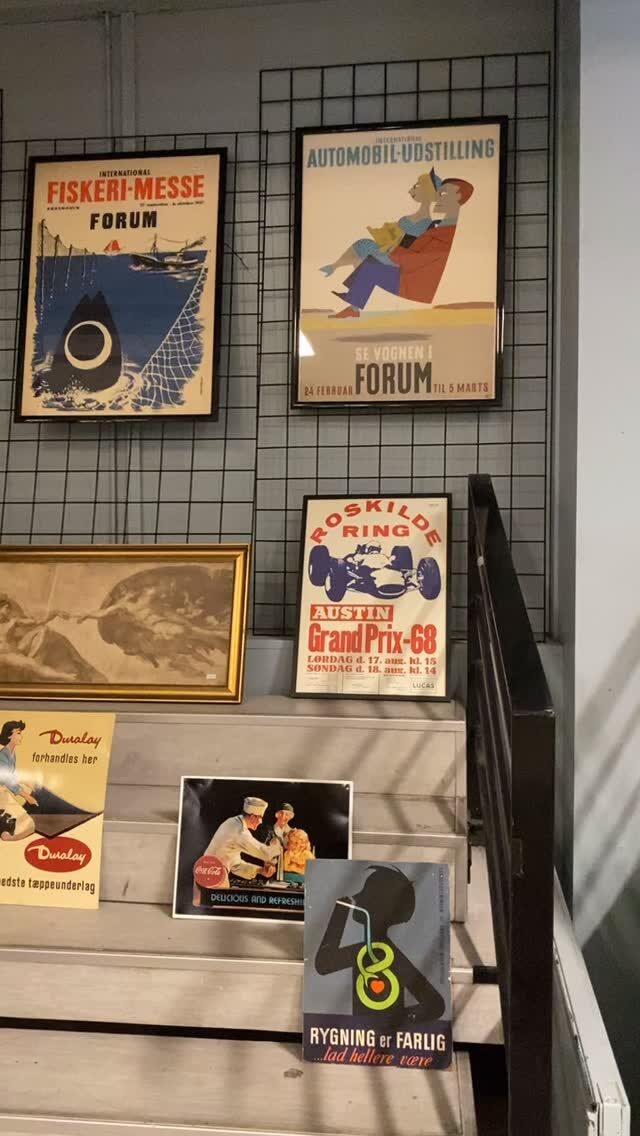 INTERNATIONAL
FISKERI-MESSE
FORUM
INTERNATIONAL
AUTOMOBIL-UDSTILLING
SE VOGNEN I
24 FEBRUAR FORUM TIL 5 MARTS
ROSKILDE
RING
AUSTIN
Grand Prix-68
LØRDAG d. 17. aug. kl. 15
SØNDAG d. 18. aug. kl. 14
LUCAS
Duralay
forhandles her
Duralay
bedste tæppeunderlag
Coca-Cola
DELICIOUS AND
RYGNING er FARLIG
...lad hellere være